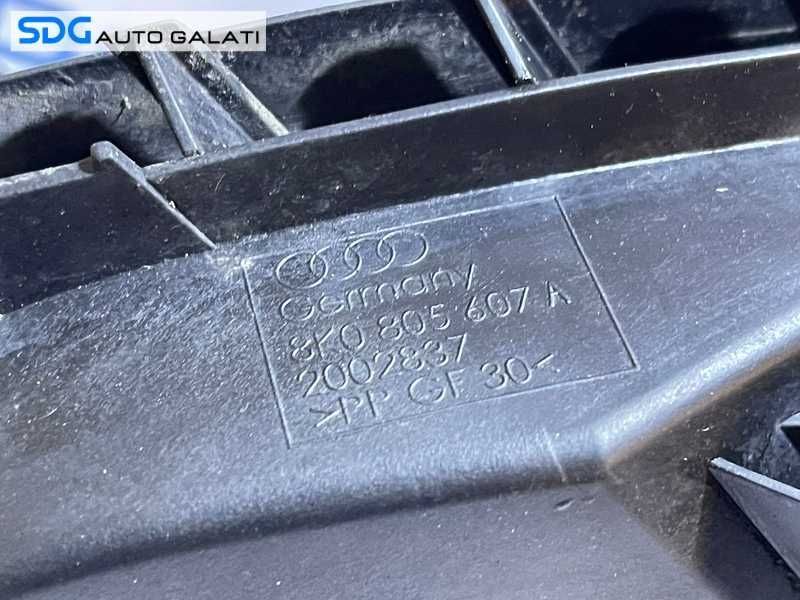 SDG AUTO GALATI
Germany
8K0 805 607 A
2002837
>PP GF 30<